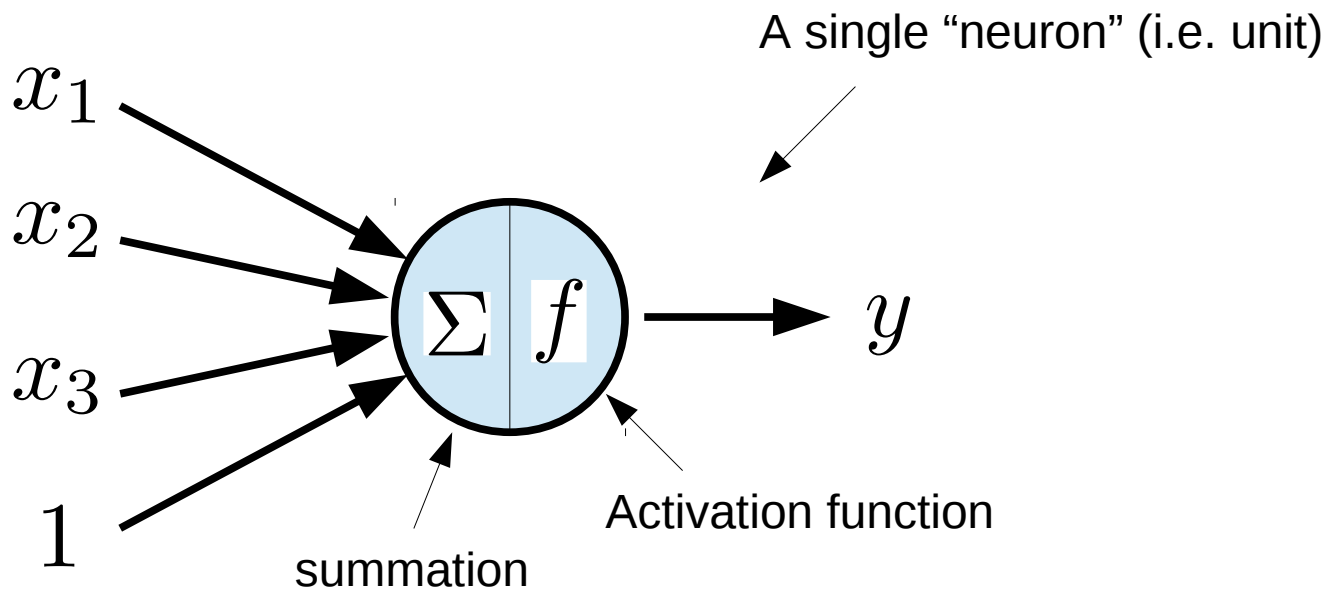 A single “neuron” (i.e. unit)
x1
x2
x3
1
Σ f
y
Activation function
summation